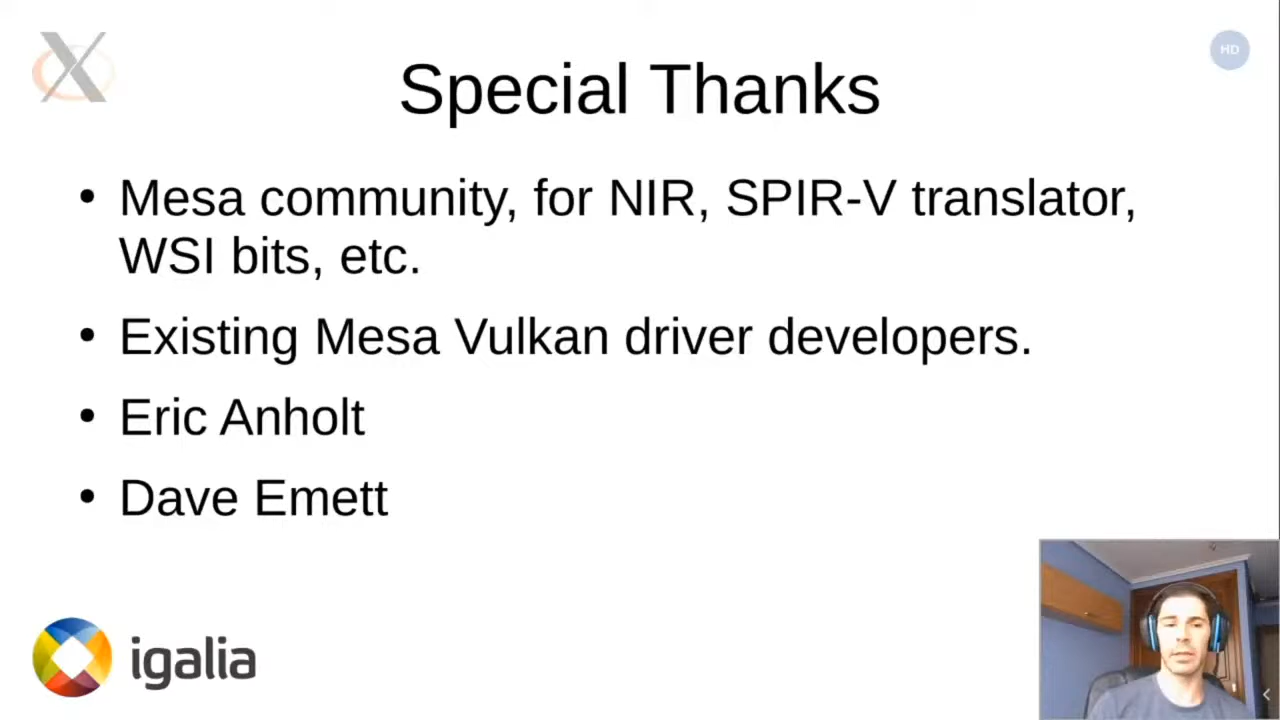 HD
Special Thanks
• Mesa community, for NIR, SPIR-V translator,
WSI bits, etc.
• Existing Mesa Vulkan driver developers.
• Eric Anholt
• Dave Emett
igalia